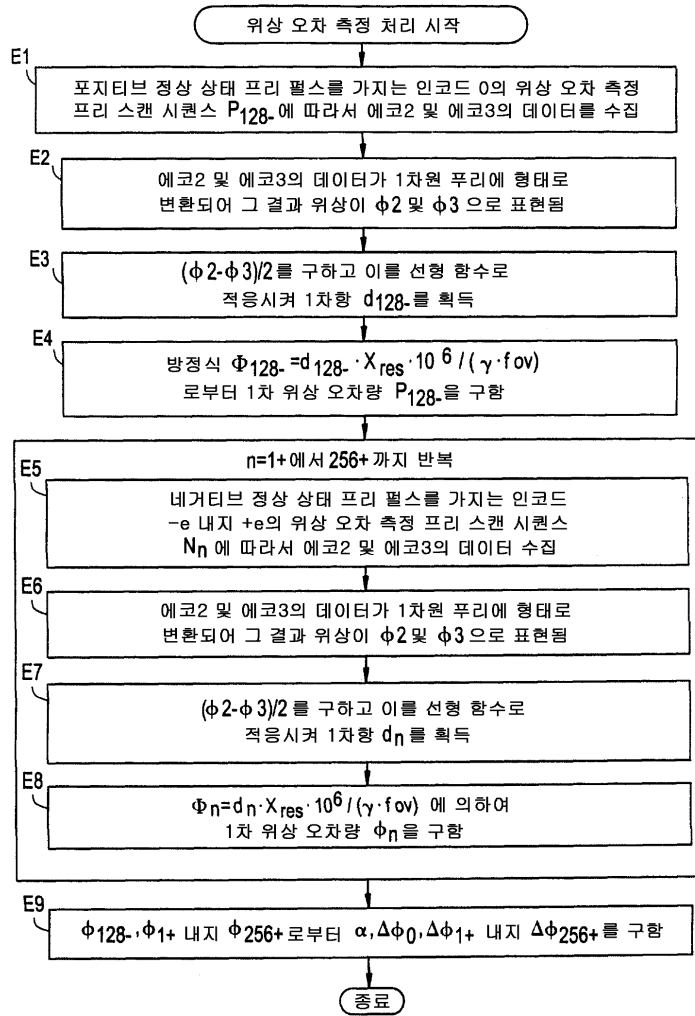 위상 오차 측정 처리 시작
E1
포지티브 정상 상태 프리 펄스를 가지는 인코드 0의 위상 오차 측정
프리 스캔 시퀀스 P128-에 따라서 에코2 및 에코3의 데이터를 수집
E2
에코2 및 에코3의 데이터가 1차원 푸리에 형태로
변환되어 그 결과 위상이 ϕ2 및 ϕ3 으로 표현됨
E3
(ϕ2-ϕ3)/2를 구하고 이를 선형 함수로
적응시켜 1차항 d128-를 획득
E4
방정식 Φ128-=d128-·Xres·10^6/(γ·fov)
로부터 1차 위상 오차량 P128-을 구함
n=1+에서 256+까지 반복
E5
네거티브 정상 상태 프리 펄스를 가지는 인코드
-e 내지 +e의 위상 오차 측정 프리 스캔 시퀀스
Nn에 따라서 에코2 및 에코3의 데이터 수집
E6
에코2 및 에코3의 데이터가 1차원 푸리에 형태로
변환되어 그 결과 위상이 ϕ2및 ϕ3으로 표현됨
E7
(ϕ2-ϕ3)/2를 구하고 이를 선형 함수로
적응시켜 1차항 dn를 획득
E8
Φn=dn·Xres·10^6/(γ·fov) 에 의하여
1차 위상 오차량 ϕn을 구함
E9
ϕ128-,ϕ1+ 내지 ϕ256+로부터 α,Δϕ0,Δϕ1+ 내지 Δϕ256+를 구함
종료